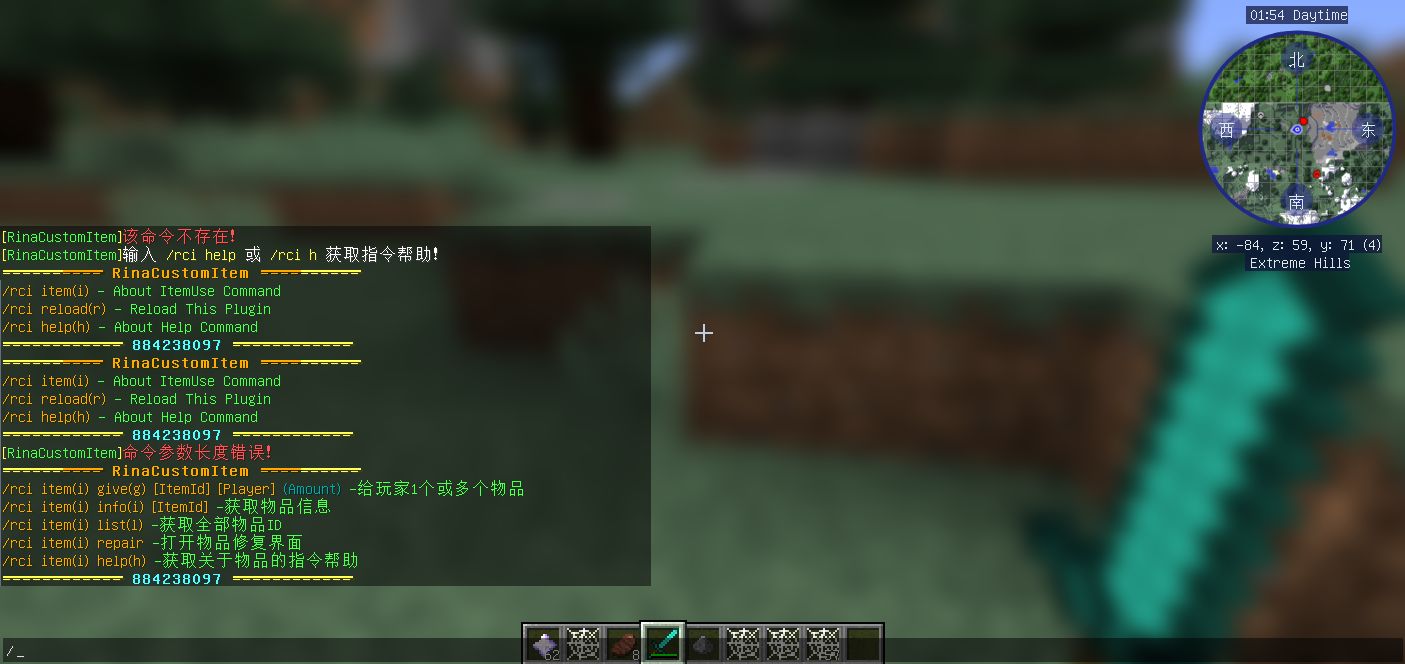 01:54 Daytime
北
西
东
南
x: -84, z: 59, y: 71 (4)
Extreme Hills
[RinaCustomItem]该命令不存在!
[RinaCustomItem]输入 /rci help 或 /rci h 获取指令帮助!
============ RinaCustomItem ============
/rci item(i) - About ItemUse Command
/rci reload(r) - Reload This Plugin
/rci help(h) - About Help Command
============ 884238097 ============
============ RinaCustomItem ============
/rci item(i) - About ItemUse Command
/rci reload(r) - Reload This Plugin
/rci help(h) - About Help Command
============ 884238097 ============
[RinaCustomItem]命令参数长度错误!
============ RinaCustomItem ============
/rci item(i) give(g) [ItemId] [Player] (Amount) -给玩家1个或多个物品
/rci item(i) info(i) [ItemId] -获取物品信息
/rci item(i) list(l) -获取全部物品ID
/rci item(i) repair -打开物品修复界面
/rci item(i) help(h) -获取关于物品的指令帮助
============ 884238097 ============
62
8
/_